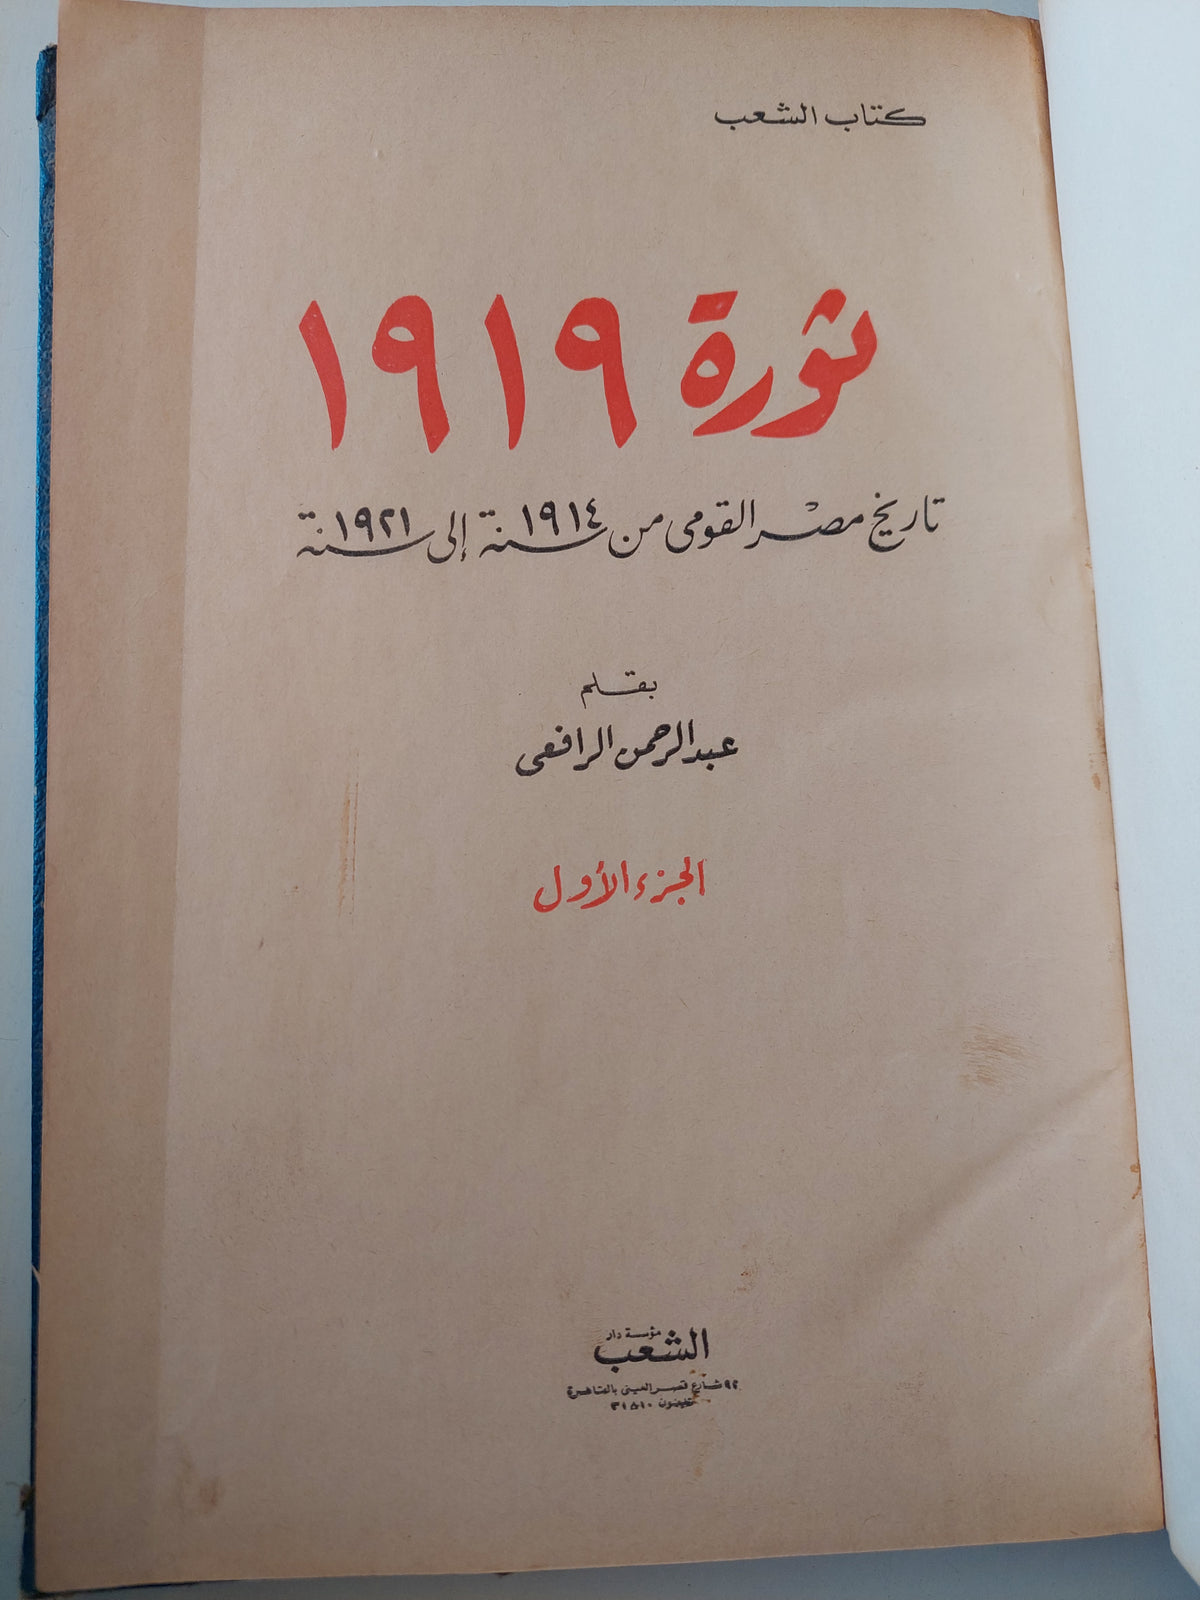 كتاب الشعب
ثورة ١٩١٩
تاريخ مصر القومى من سنة ١٩١٤ إلى سنة ١٩٢١
بقلم
عبد الرحمن الرافعى
الجزء الأول
مؤسسة دار
الشعب
٩٢ شارع قصر العينى بالقاهرة
تليفون ٣١٨١٠